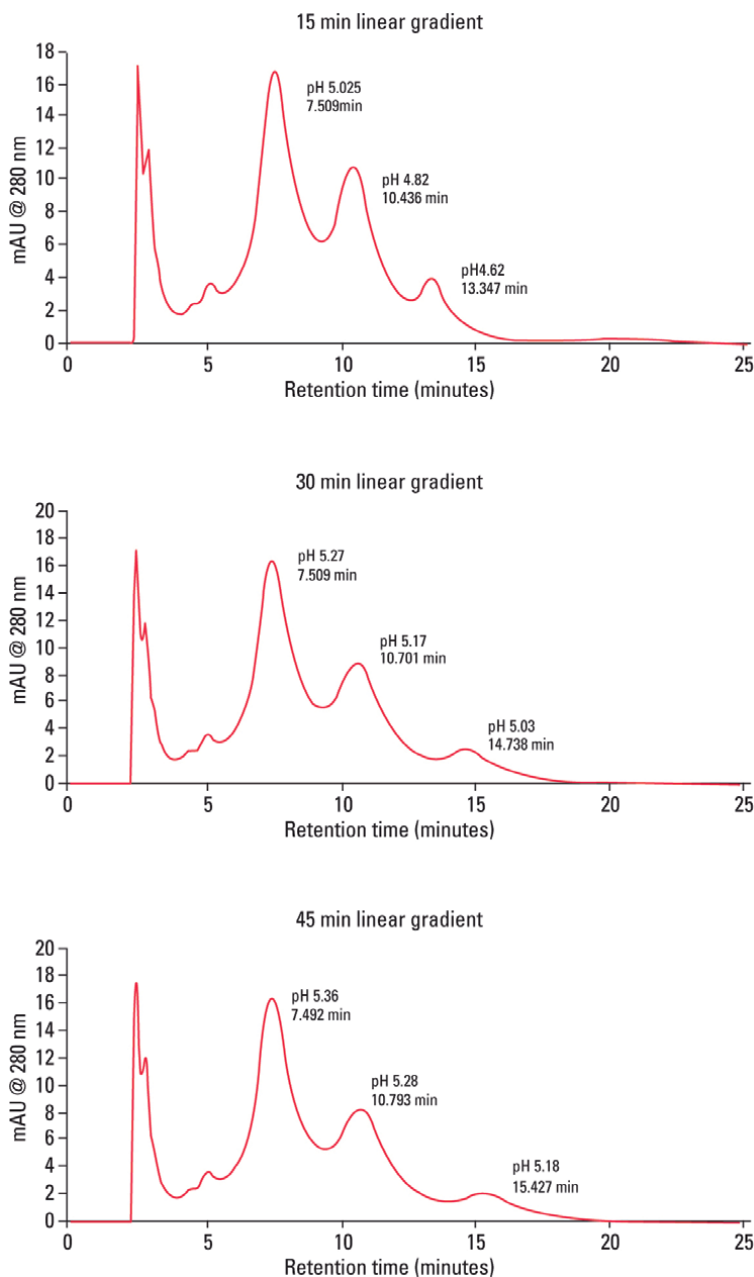 15 min linear gradient
mAU @ 280 nm
18
16
14
12
10
8
6
4
2
0
pH 5.025
7.509min
pH 4.82
10.436 min
pH4.62
13.347 min
0 5 10 15 20 25
Retention time (minutes)
30 min linear gradient
mAU @ 280 nm
20
18
16
14
12
10
8
6
4
2
0
pH 5.27
7.509 min
pH 5.17
10.701 min
pH 5.03
14.738 min
0 5 10 15 20 25
Retention time (minutes)
45 min linear gradient
mAU @ 280 nm
20
18
16
14
12
10
8
6
4
2
0
pH 5.36
7.492 min
pH 5.28
10.793 min
pH 5.18
15.427 min
0 5 10 15 20 25
Retention time (minutes)